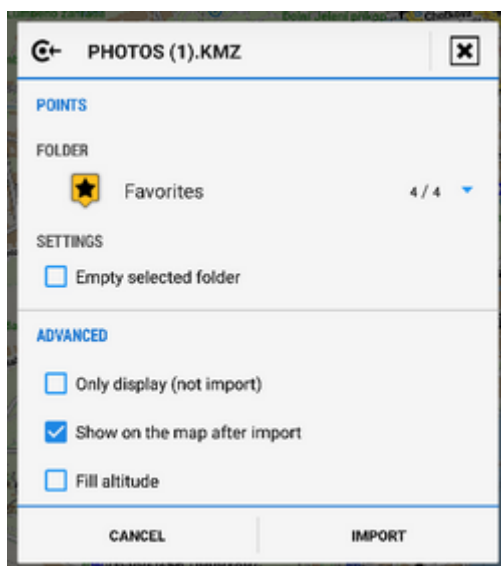 PHOTOS (1).KMZ
POINTS
FOLDER
Favorites 4 / 4
SETTINGS
Empty selected folder
ADVANCED
Only display (not import)
Show on the map after import
Fill altitude
CANCEL IMPORT